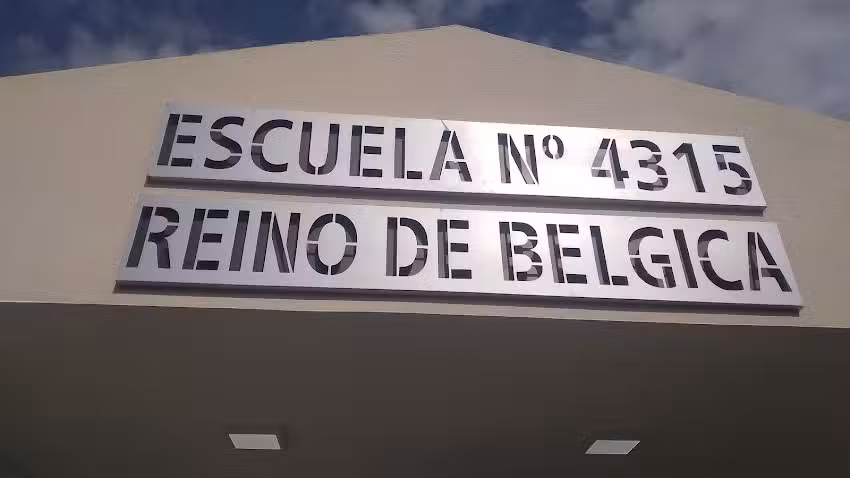 ESCUELA Nº 4315
REINO DE BELGICA